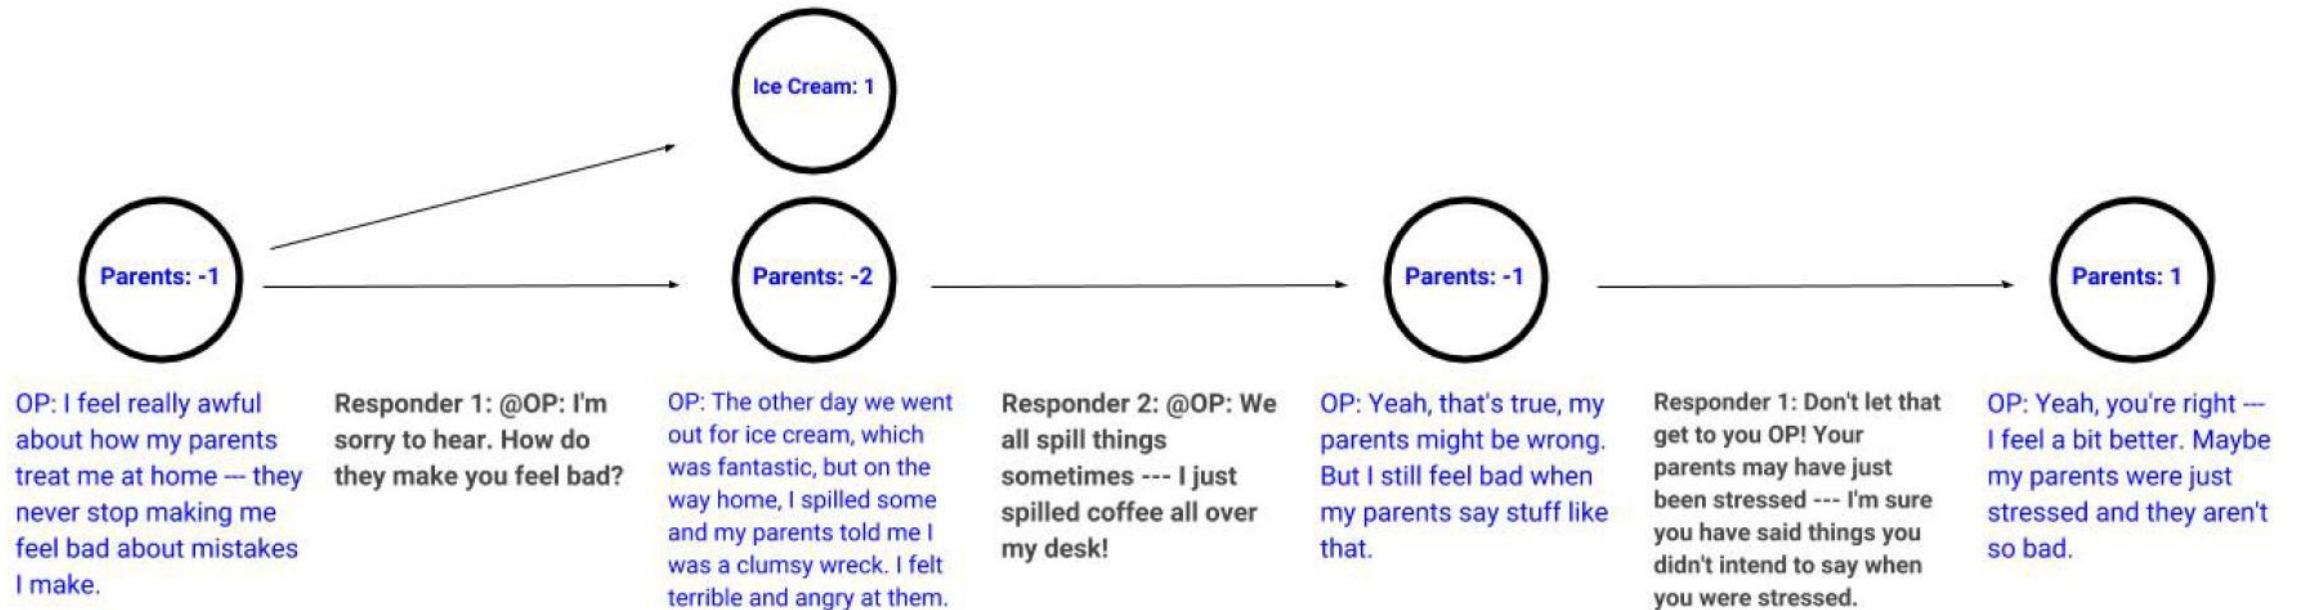 Ice Cream: 1
Parents: -1
Parents: -2
Parents: -1
Parents: 1
OP: I feel really awful
about how my parents
treat me at home --- they
never stop making me
feel bad about mistakes
I make.
Responder 1: @OP: I'm
sorry to hear. How do
they make you feel bad?
OP: The other day we went
out for ice cream, which
was fantastic, but on the
way home, I spilled some
and my parents told me I
was a clumsy wreck. I felt
terrible and angry at them.
Responder 2: @OP: We
all spill things
sometimes --- I just
spilled coffee all over
my desk!
OP: Yeah, that's true, my
parents might be wrong.
But I still feel bad when
my parents say stuff like
that.
Responder 1: Don't let that
get to you OP! Your
parents may have just
been stressed --- I'm sure
you have said things you
didn't intend to say when
you were stressed.
OP: Yeah, you're right ---
I feel a bit better. Maybe
my parents were just
stressed and they aren't
so bad.